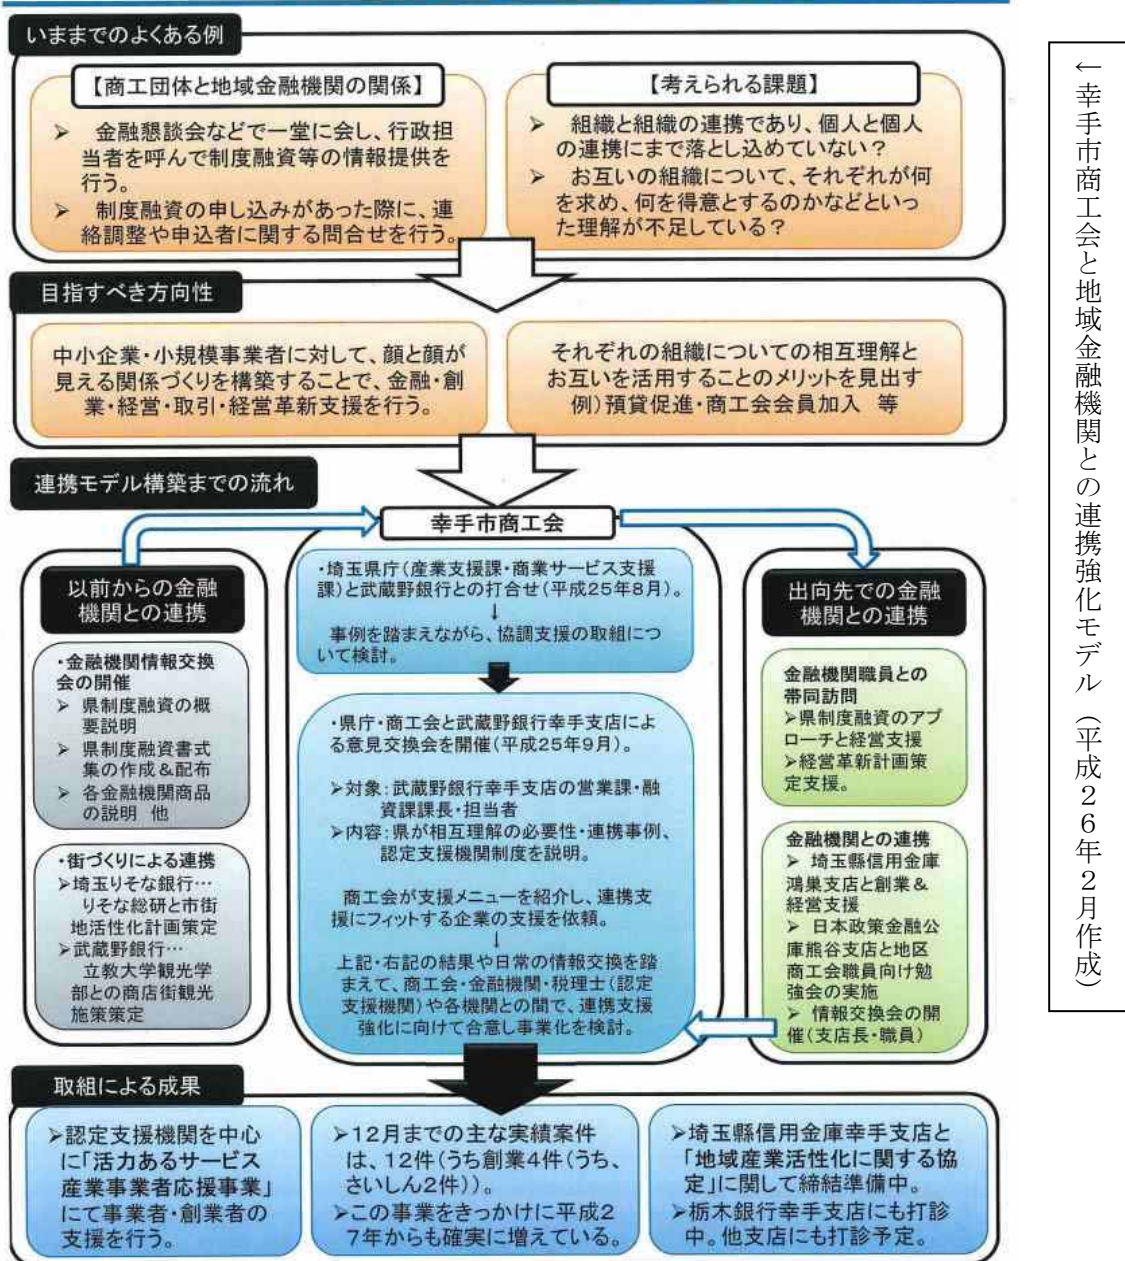 いままでのよくある例
【商工団体と地域金融機関の関係】
➢ 金融懇談会などで一堂に会し、行政担
当者を呼んで制度融資等の情報提供を
行う。
➢ 制度融資の申し込みがあった際に、連
絡調整や申込者に関する問合せを行う。
【考えられる課題】
➢ 組織と組織の連携であり、個人と個人
の連携にまで落とし込めていない?
➢ お互いの組織について、それぞれが何
を求め、何を得意とするのかなどといっ
た理解が不足している?
目指すべき方向性
中小企業・小規模事業者に対して、顔と顔が
見える関係づくりを構築することで、金融・創
業・経営・取引・経営革新支援を行う。
それぞれの組織についての相互理解と
お互いを活用することのメリットを見出す
例)預貸促進・商工会会員加入 等
連携モデル構築までの流れ
以前からの金融
機関との連携
・金融機関情報交換
会の開催
➢ 県制度融資の概
要説明
➢ 県制度融資書式
集の作成&配布
➢ 各金融機関商品
の説明 他
・街づくりによる連携
➢埼玉りそな銀行…
りそな総研と市街
地活性化計画策定
➢武蔵野銀行…
立教大学観光学
部との商店街観光
施策策定
幸手市商工会
・埼玉県庁(産業支援課・商業サービス支援
課)と武蔵野銀行との打合せ(平成25年8月)。
↓
事例を踏まえながら、協調支援の取組につ
いて検討。
・県庁・商工会と武蔵野銀行幸手支店によ
る意見交換会を開催(平成25年9月)。
➢対象:武蔵野銀行幸手支店の営業課・融
資課課長・担当者
➢内容:県が相互理解の必要性・連携事例、
認定支援機関制度を説明。
商工会が支援メニューを紹介し、連携支
援にフィットする企業の支援を依頼。
↓
上記・右記の結果や日常の情報交換を踏
まえて、商工会・金融機関・税理士(認定
支援機関)や各機関との間で、連携支援
強化に向けて合意し事業化を検討。
出向先での金融
機関との連携
金融機関職員との
帯同訪問
➢県制度融資のアプ
ローチと経営支援
➢経営革新計画策
定支援。
金融機関との連携
➢ 埼玉縣信用金庫
鴻巣支店と創業&
経営支援
➢ 日本政策金融公
庫熊谷支店と地区
商工会職員向け勉
強会の実施
➢ 情報交換会の開
催(支店長・職員)
取組による成果
➢認定支援機関を中心
に「活力あるサービス
産業事業者応援事業」
にて事業者・創業者の
支援を行う。
➢12月までの主な実績案件
は、12件(うち創業4件(うち、
さいしん2件))。
➢この事業をきっかけに平成2
7年からも確実に増えている。
➢埼玉縣信用金庫幸手支店と
「地域産業活性化に関する協
定」に関して締結準備中。
➢栃木銀行幸手支店にも打診
中。他支店にも打診予定。
←幸手市商工会と地域金融機関との連携強化モデル(平成26年2月作成)